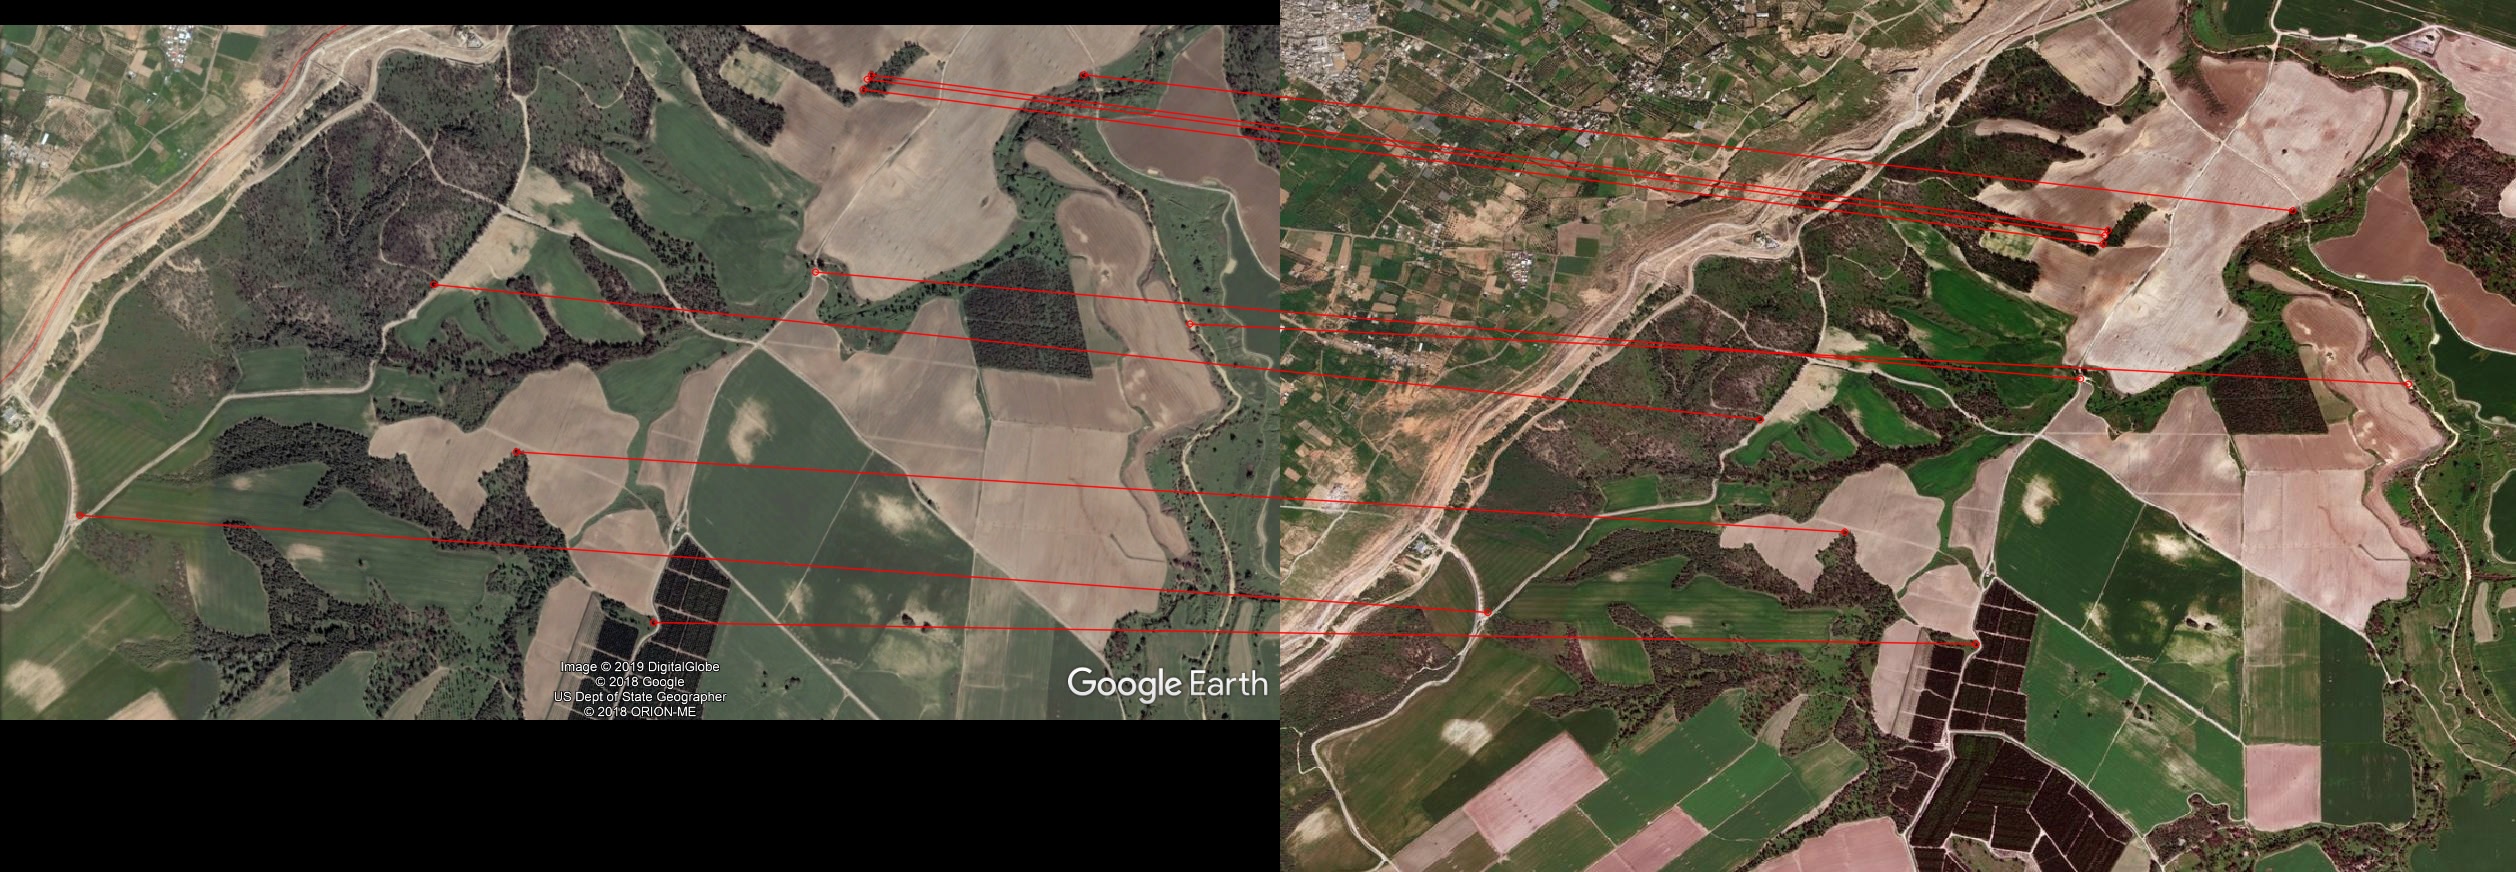 Image © 2019 DigitalGlobe
© 2018 Google
US Dept of State Geographer
© 2018 ORION-ME
Google Earth